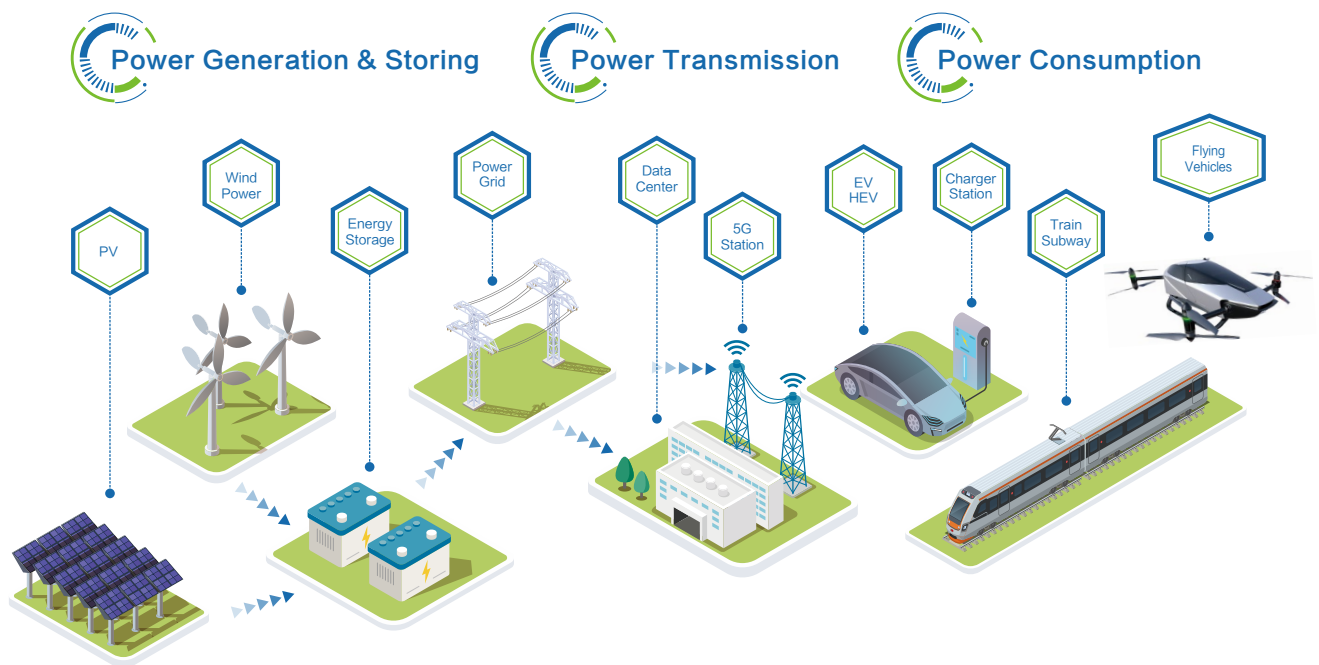 Power Generation & Storing
Power Transmission
Power Consumption
PV
Wind
Power
Energy
Storage
Power
Grid
Data
Center
5G
Station
EV
HEV
Charger
Station
Train
Subway
Flying
Vehicles